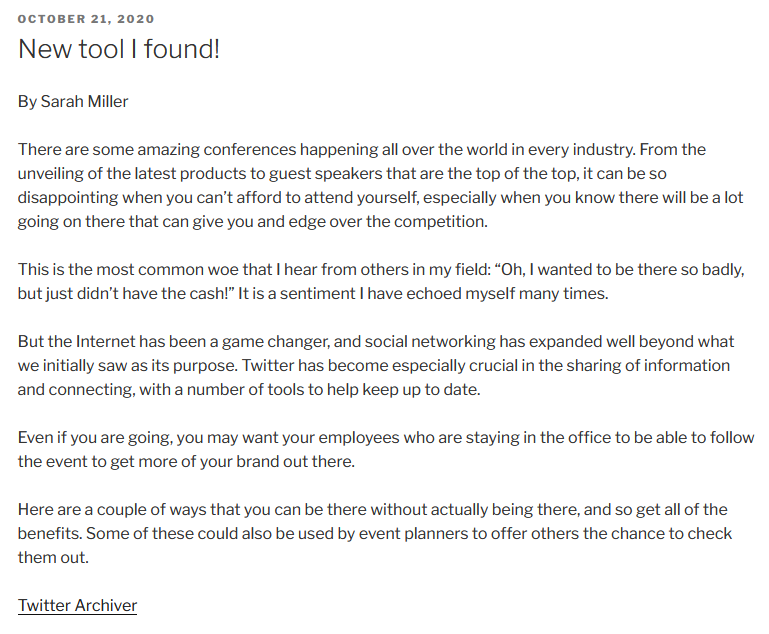 OCTOBER 21, 2020
New tool I found!
By Sarah Miller
There are some amazing conferences happening all over the world in every industry. From the
unveiling of the latest products to guest speakers that are the top of the top, it can be so
disappointing when you can’t afford to attend yourself, especially when you know there will be a lot
going on there that can give you and edge over the competition.
This is the most common woe that I hear from others in my field: “Oh, I wanted to be there so badly,
but just didn’t have the cash!” It is a sentiment I have echoed myself many times.
But the Internet has been a game changer, and social networking has expanded well beyond what
we initially saw as its purpose. Twitter has become especially crucial in the sharing of information
and connecting, with a number of tools to help keep up to date.
Even if you are going, you may want your employees who are staying in the office to be able to follow
the event to get more of your brand out there.
Here are a couple of ways that you can be there without actually being there, and so get all of the
benefits. Some of these could also be used by event planners to offer others the chance to check
them out.
Twitter Archiver